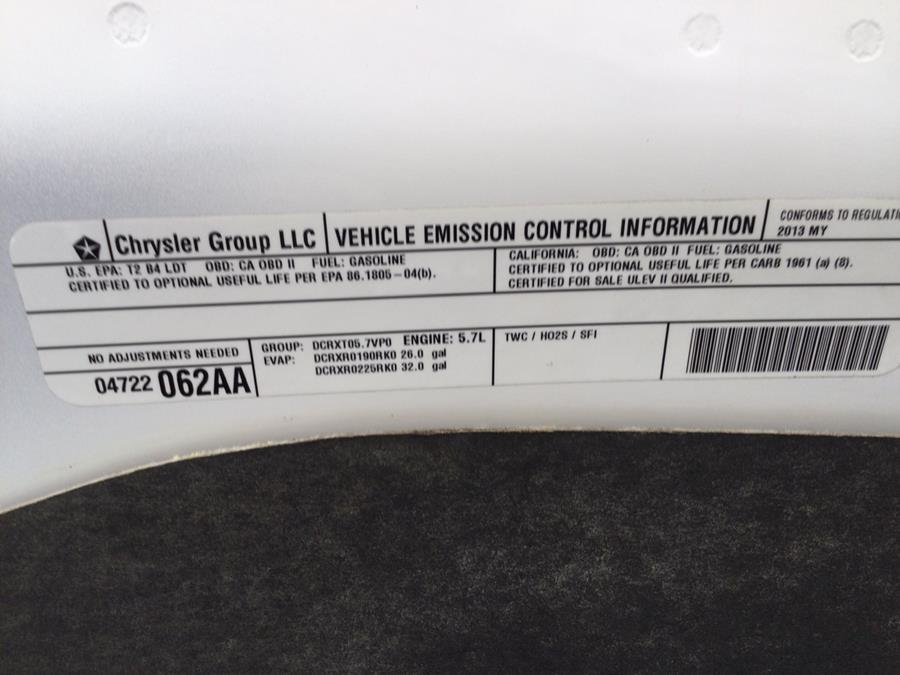 Chrysler Group LLC
VEHICLE EMISSION CONTROL INFORMATION
CONFORMS TO
2013 MY
U.S. EPA: T2 B4 LDT OBD: CA OBD II FUEL: GASOLINE
CERTIFIED TO OPTIONAL USEFUL LIFE PER EPA 86.1805-04(b).
CALIFORNIA: OBD: CA OBD II FUEL: GASOLINE
CERTIFIED TO OPTIONAL USEFUL LIFE PER CARB 1961 (a) (8).
CERTIFIED FOR SALE ULEV II QUALIFIED.
NO ADJUSTMENTS NEEDED
04722 062AA
GROUP: DCRXT05.7VP0 ENGINE: 5.7L
EVAP: DCRXR0190RK0 26.0 gal
DCRXR0225RK0 32.0 gal
TWC / HO2S / SFI